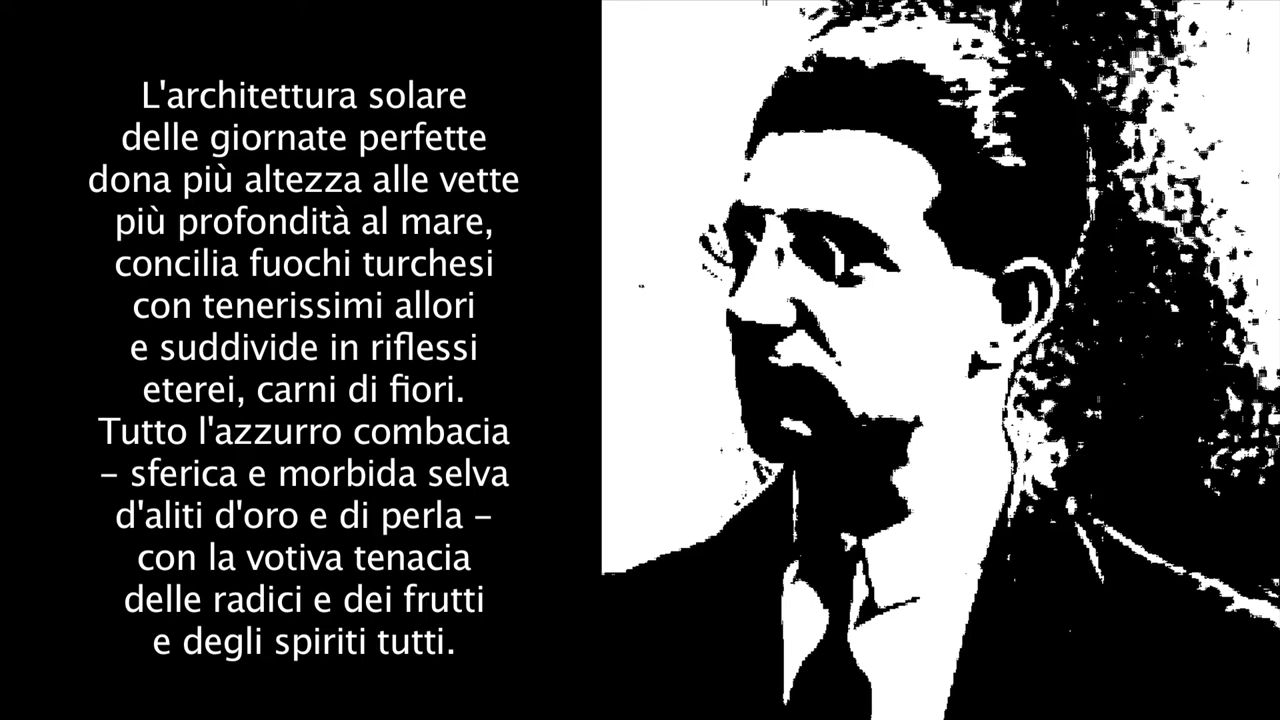 L'architettura solare
delle giornate perfette
dona più altezza alle vette
più profondità al mare,
concilia fuochi turchesi
con tenerissimi allori
e suddivide in riflessi
eterei, carni di fiori.
Tutto l'azzurro combacia
– sferica e morbida selva
d'aliti d'oro e di perla –
con la votiva tenacia
delle radici e dei frutti
e degli spiriti tutti.